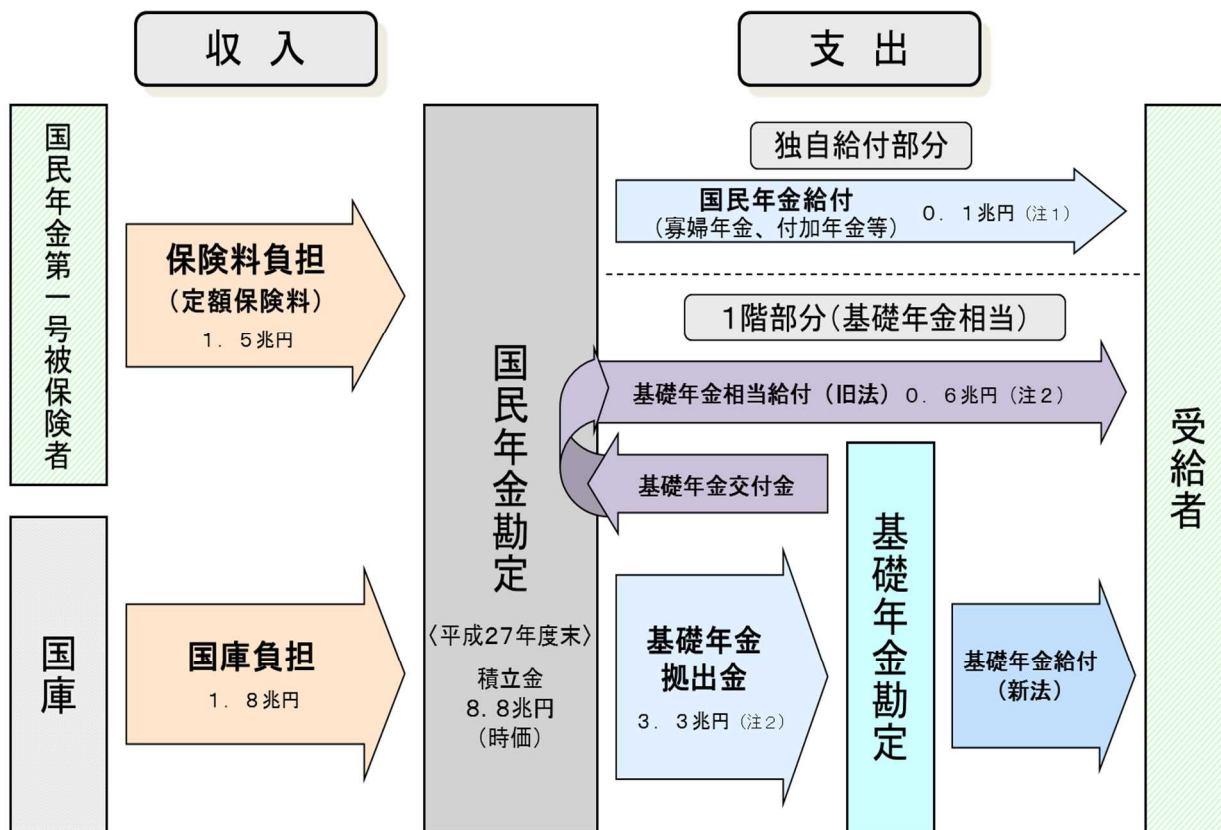 収 入
支 出
国民年金第一号被保険者
保険料負担
（定額保険料）
１．５兆円
国庫
国庫負担
１．８兆円
国民年金勘定
〈平成27年度末〉
積立金
8.8兆円
(時価)
独自給付部分
国民年金給付
（寡婦年金、付加年金等）
０．１兆円（注１）
１階部分(基礎年金相当)
基礎年金相当給付（旧法）０．６兆円（注２）
基礎年金交付金
基礎年金
拠出金
３．３兆円（注２）
基礎年金勘定
基礎年金給付
（新法）
受給者